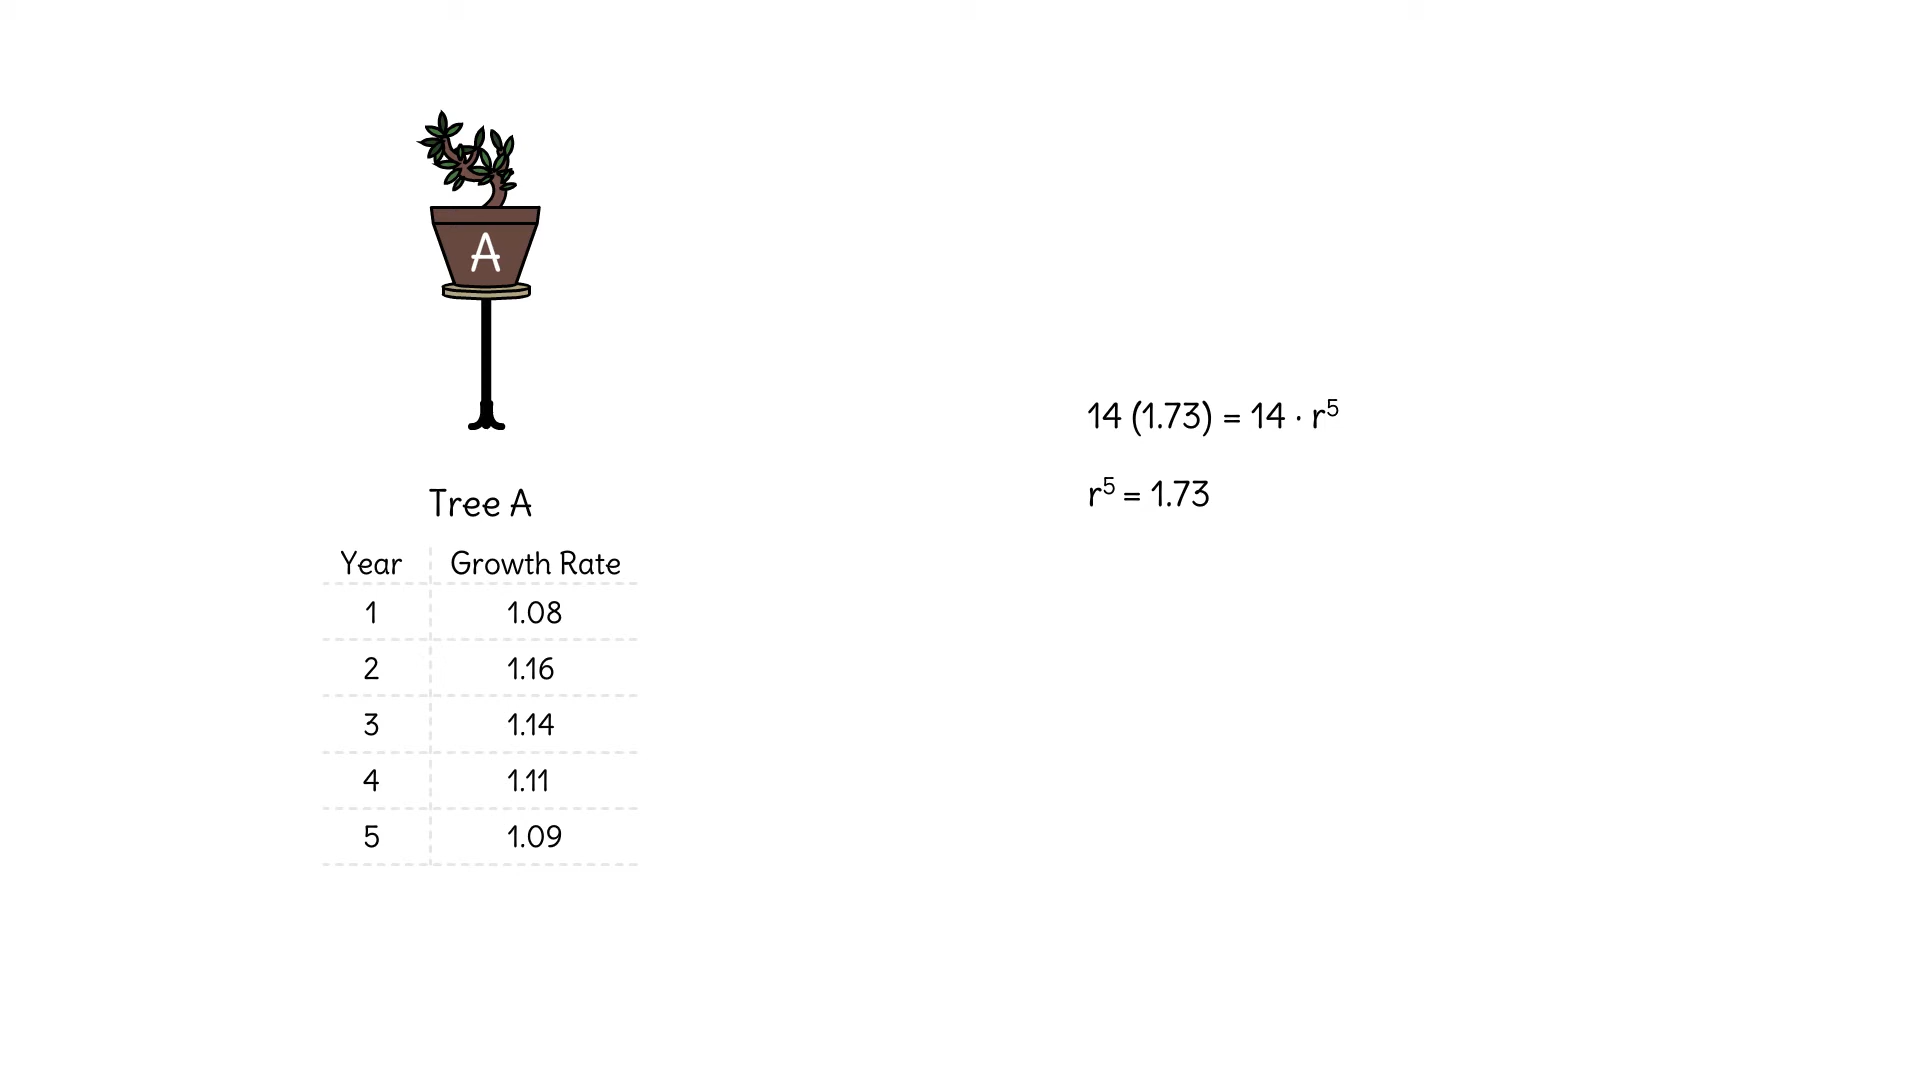 A
Tree A
Year Growth Rate
1 1.08
2 1.16
3 1.14
4 1.11
5 1.09
14 (1.73) = 14 · r⁵
r⁵ = 1.73